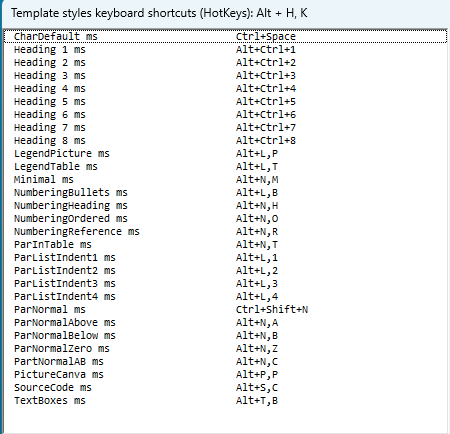 Template styles keyboard shortcuts (HotKeys): Alt + H, K
CharDefault ms Ctrl+Space
Heading 1 ms Alt+Ctrl+1
Heading 2 ms Alt+Ctrl+2
Heading 3 ms Alt+Ctrl+3
Heading 4 ms Alt+Ctrl+4
Heading 5 ms Alt+Ctrl+5
Heading 6 ms Alt+Ctrl+6
Heading 7 ms Alt+Ctrl+7
Heading 8 ms Alt+Ctrl+8
LegendPicture ms Alt+L,P
LegendTable ms Alt+L,T
Minimal ms Alt+N,M
NumberingBullets ms Alt+L,B
NumberingHeading ms Alt+N,H
NumberingOrdered ms Alt+N,O
NumberingReference ms Alt+N,R
ParInTable ms Alt+N,T
ParListIndent1 ms Alt+L,1
ParListIndent2 ms Alt+L,2
ParListIndent3 ms Alt+L,3
ParListIndent4 ms Alt+L,4
ParNormal ms Ctrl+Shift+N
ParNormalAbove ms Alt+N,A
ParNormalBelow ms Alt+N,B
ParNormalZero ms Alt+N,Z
PartNormalAB ms Alt+N,C
PictureCanva ms Alt+P,P
SourceCode ms Alt+S,C
TextBoxes ms Alt+T,B